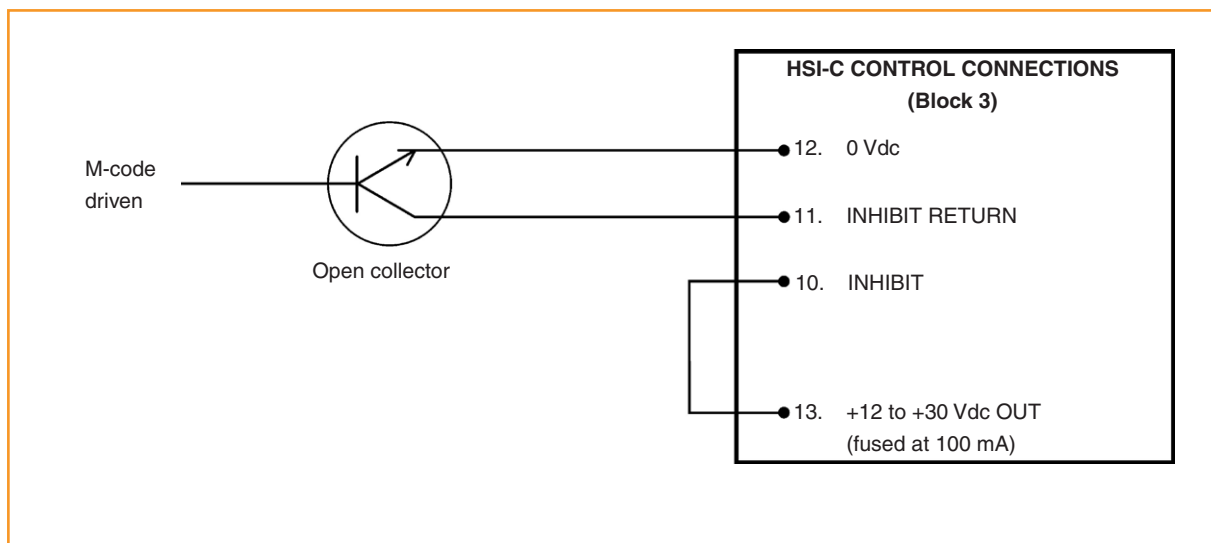 HSI-C CONTROL CONNECTIONS
(Block 3)
M-code
driven
Open collector
12. 0 Vdc
11. INHIBIT RETURN
10. INHIBIT
13. +12 to +30 Vdc OUT
(fused at 100 mA)